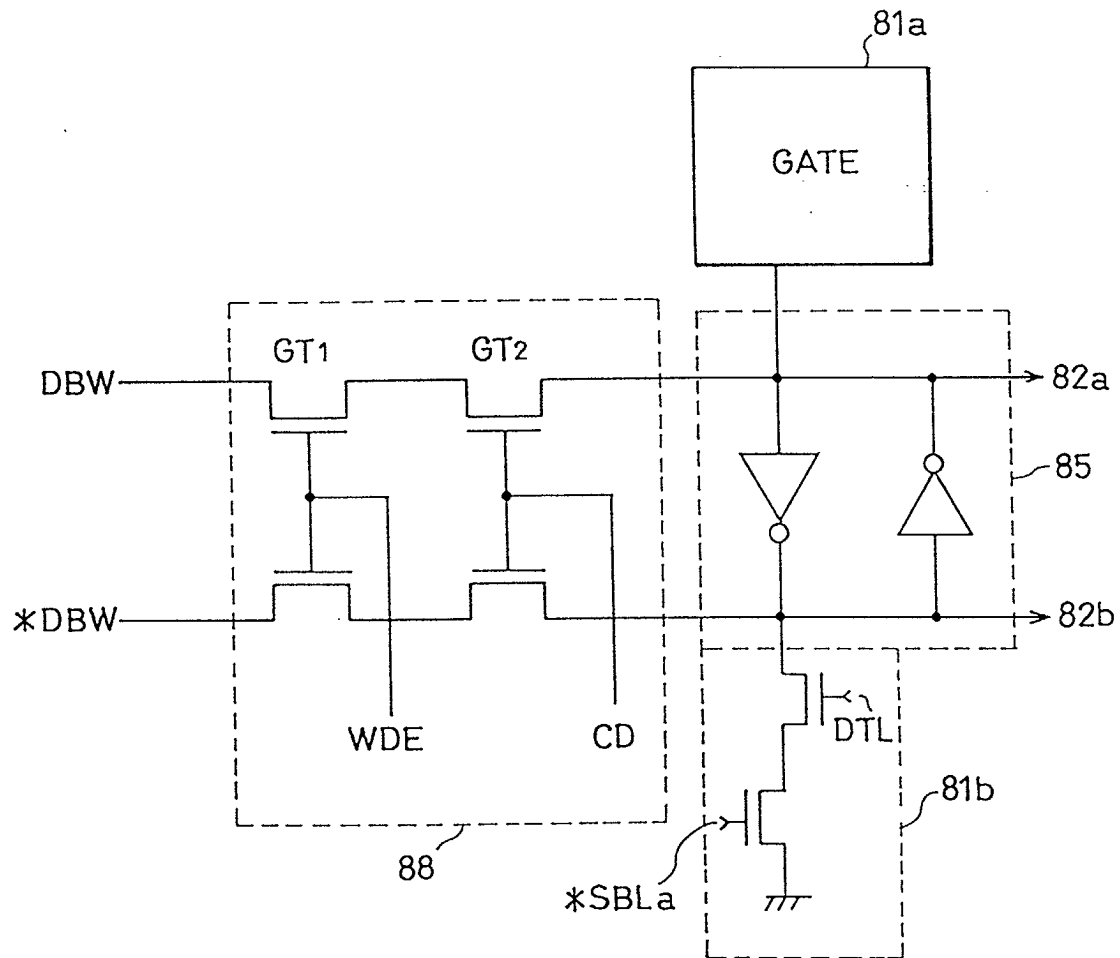 81a
GATE
GT1
GT2
DBW
82a
85
*DBW
82b
WDE
CD
DTL
81b
88
*SBLa